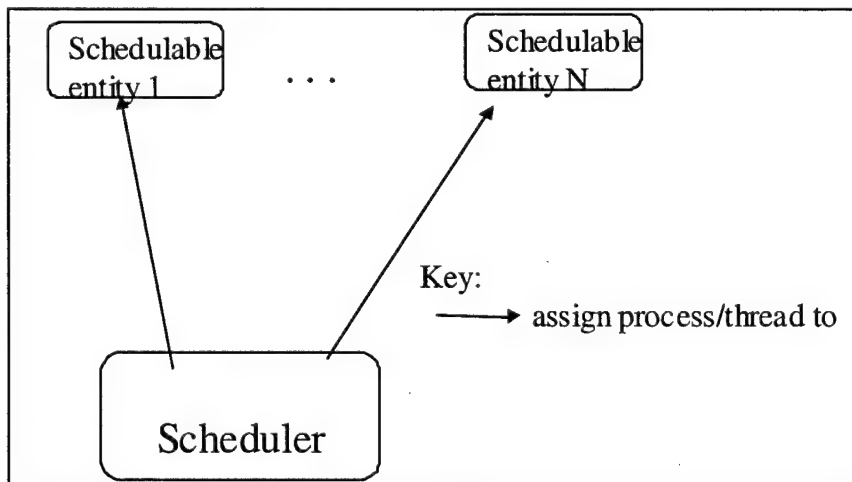 Schedulable
entity 1
. . .
Schedulable
entity N
Key:
assign process/thread to
Scheduler